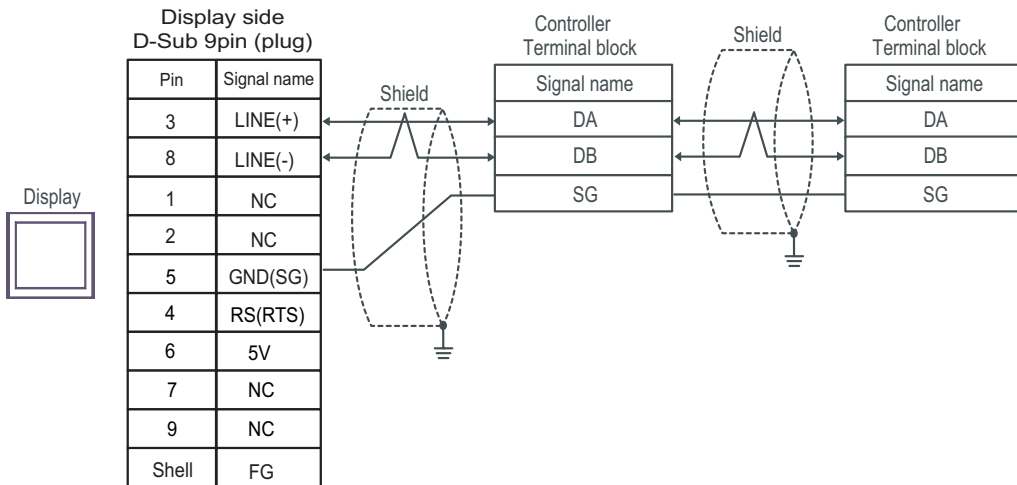 Display side
D-Sub 9pin (plug)
Pin Signal name
3 LINE(+)
8 LINE(-)
1 NC
2 NC
5 GND(SG)
4 RS(RTS)
6 5V
7 NC
9 NC
Shell FG
Display
Shield
Controller
Terminal block
Signal name
DA
DB
SG
Shield
Controller
Terminal block
Signal name
DA
DB
SG